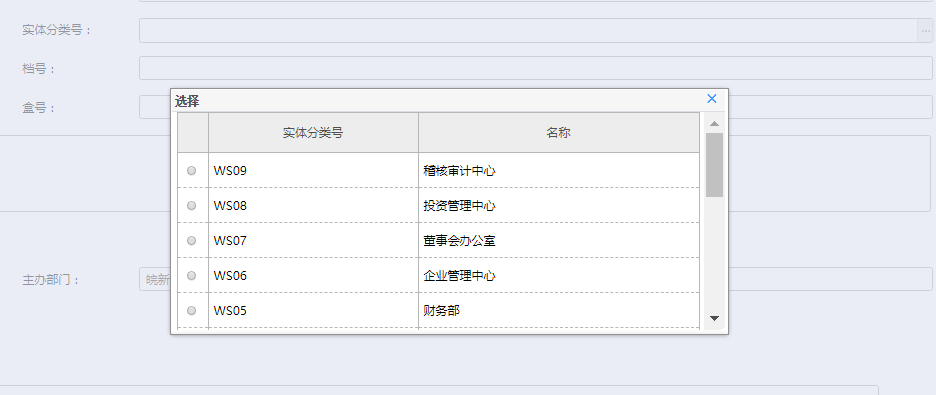 实体分类号：
...
档号：
盒号：
选择
实体分类号 名称
WS09 稽核审计中心
WS08 投资管理中心
WS07 董事会办公室
WS06 企业管理中心
WS05 财务部
主办部门： 皖新